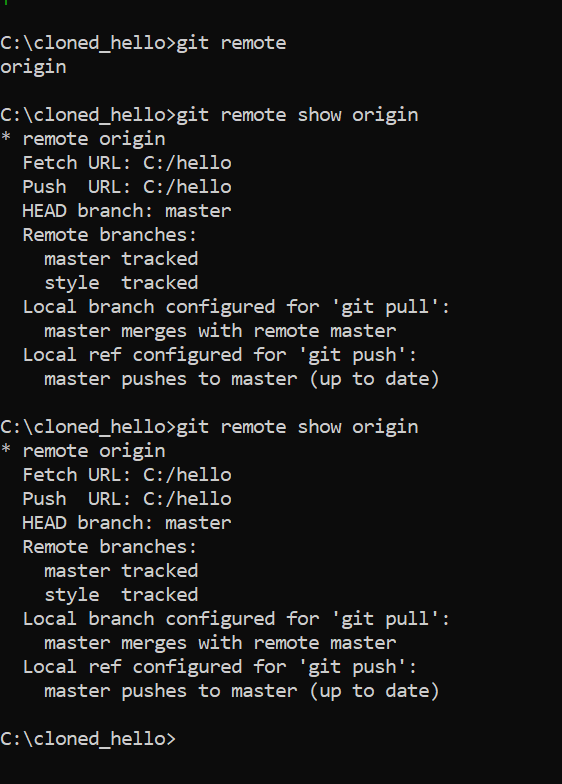 C:\cloned_hello>git remote
origin

C:\cloned_hello>git remote show origin
* remote origin
  Fetch URL: C:/hello
  Push  URL: C:/hello
  HEAD branch: master
  Remote branches:
    master tracked
    style  tracked
  Local branch configured for 'git pull':
    master merges with remote master
  Local ref configured for 'git push':
    master pushes to master (up to date)

C:\cloned_hello>git remote show origin
* remote origin
  Fetch URL: C:/hello
  Push  URL: C:/hello
  HEAD branch: master
  Remote branches:
    master tracked
    style  tracked
  Local branch configured for 'git pull':
    master merges with remote master
  Local ref configured for 'git push':
    master pushes to master (up to date)

C:\cloned_hello>